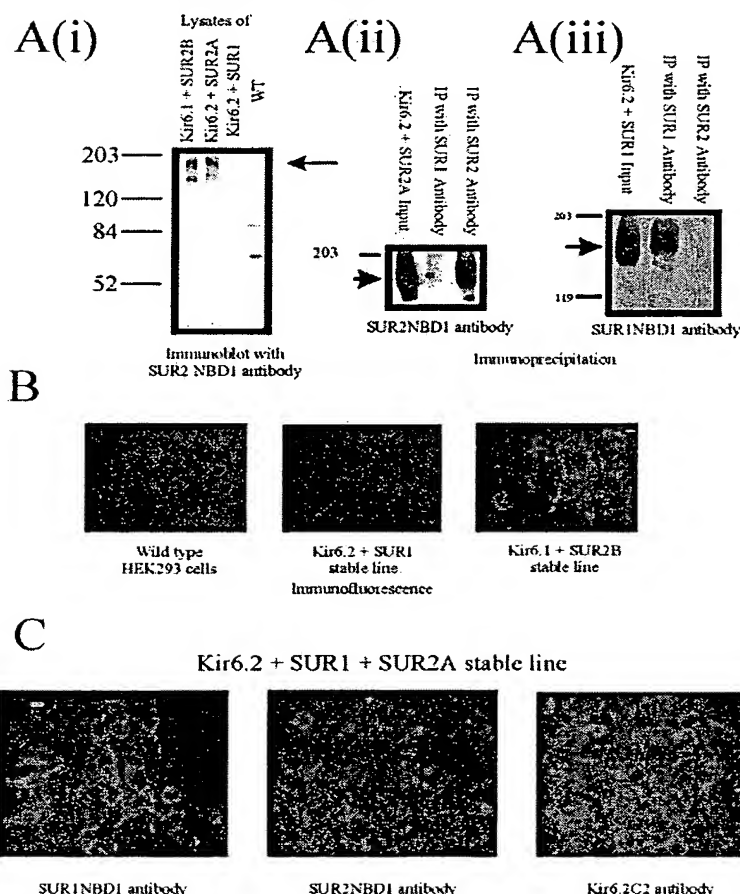 A(i)
Lysates of
Kir6.1 + SUR2B
Kir6.2 + SUR2A
Kir6.2 + SUR1
WT
203
120
84
52
Immunoblot with
SUR2 NBD1 antibody
A(ii)
Kir6.2 + SUR2A Input
IP with SUR1 Antibody
IP with SUR2 Antibody
203
SUR2NBD1 antibody
A(iii)
Kir6.2 + SUR1 Input
IP with SUR1 Antibody
IP with SUR2 Antibody
203
119
SUR1NBD1 antibody
Immunoprecipitation
B
Wild type
HEK293 cells
Kir6.2 + SUR1
stable line.
Kir6.1 + SUR2B
stable line
Immunofluorescence
C
Kir6.2 + SUR1 + SUR2A stable line
SUR1NBD1 antibody
SUR2NBD1 antibody
Kir6.2C2 antibody